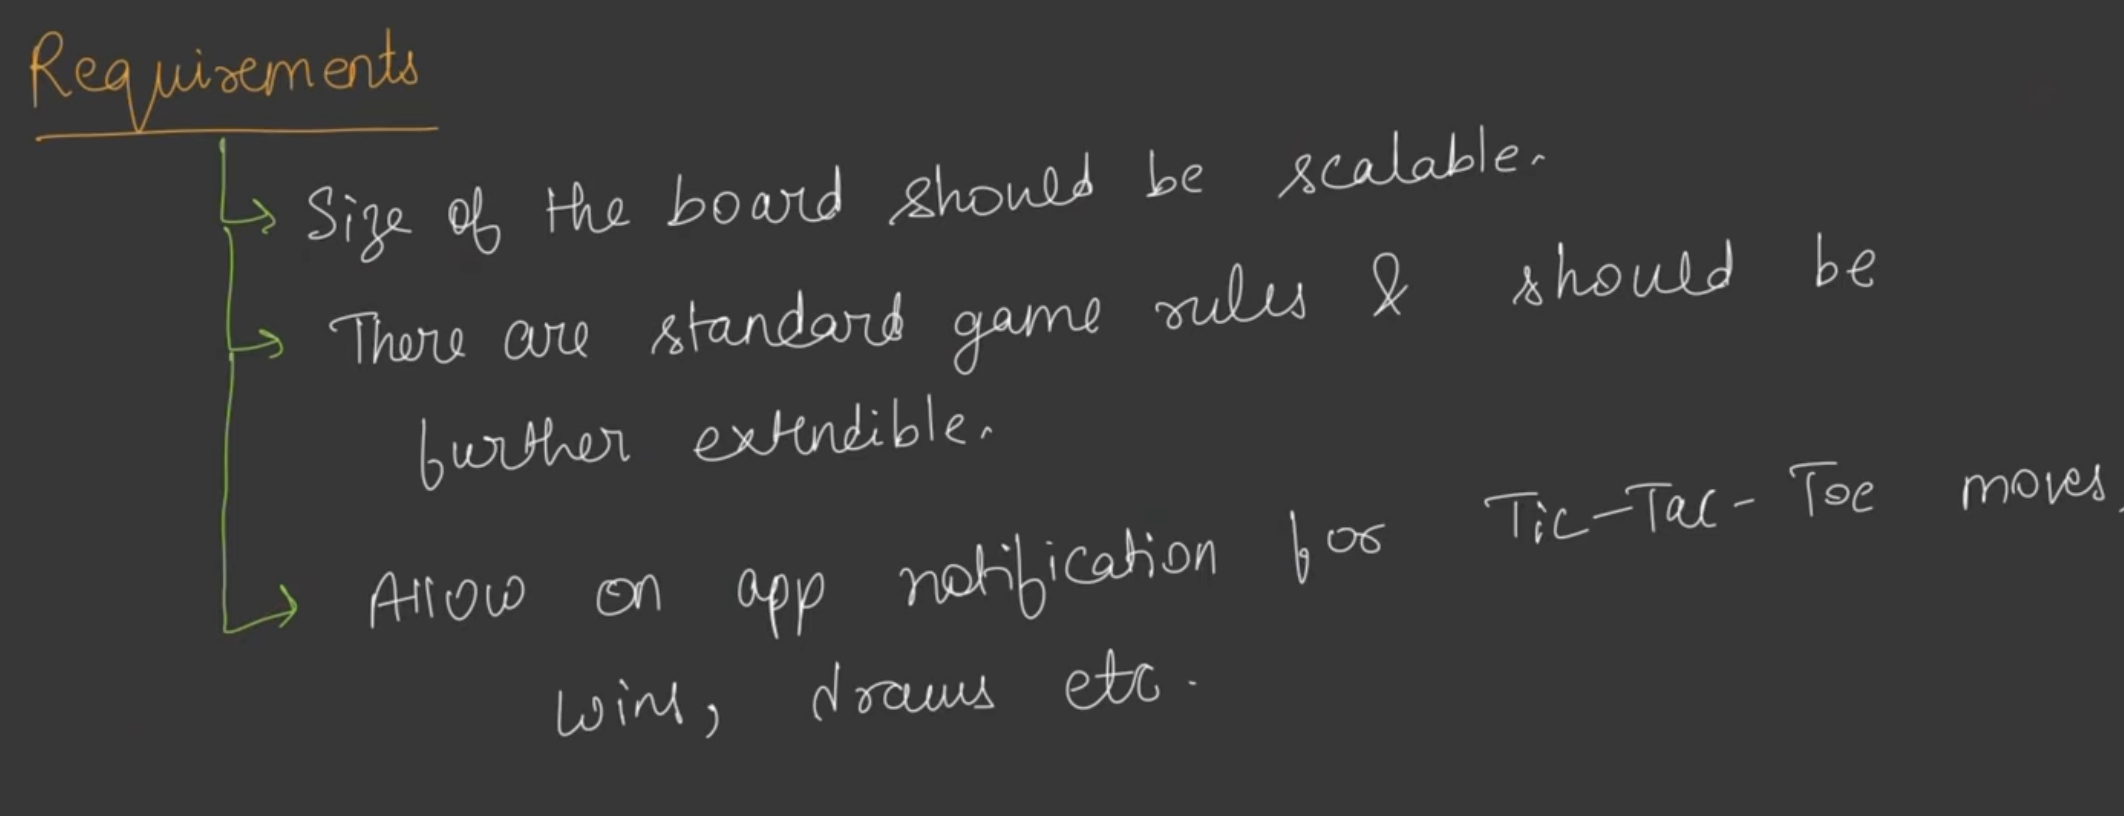 Requirements
Size of the board should be scalable.
There are standard game rules & should be
further extendible.
Allow on app notification for Tic-Tac-Toe moves,
wins, draws etc.